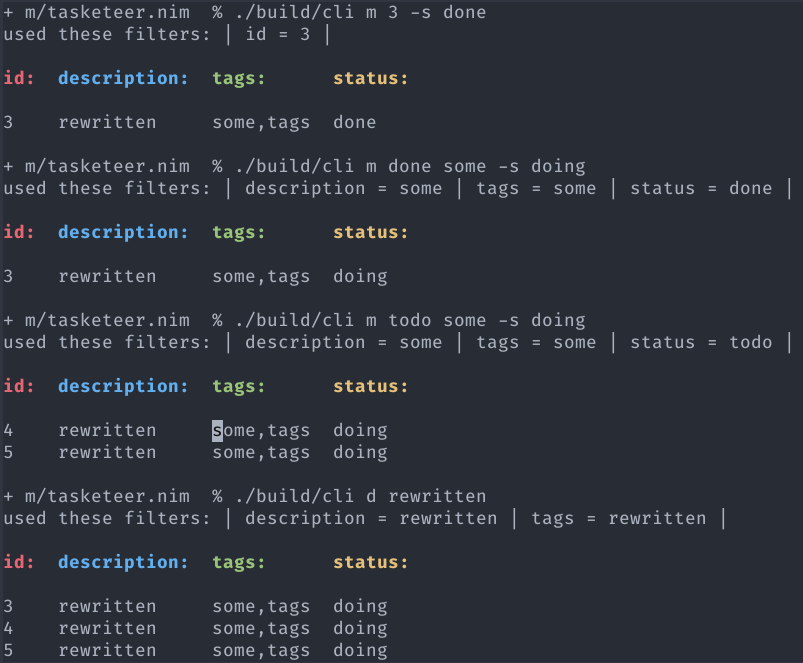 + m/tasketeer.nim  % ./build/cli m 3 -s done
used these filters: | id = 3 |
id:  description:  tags:      status:
3    rewritten     some,tags  done
+ m/tasketeer.nim  % ./build/cli m done some -s doing
used these filters: | description = some | tags = some | status = done |
id:  description:  tags:      status:
3    rewritten     some,tags  doing
+ m/tasketeer.nim  % ./build/cli m todo some -s doing
used these filters: | description = some | tags = some | status = todo |
id:  description:  tags:      status:
4    rewritten     some,tags  doing
5    rewritten     some,tags  doing
+ m/tasketeer.nim  % ./build/cli d rewritten
used these filters: | description = rewritten | tags = rewritten |
id:  description:  tags:      status:
3    rewritten     some,tags  doing
4    rewritten     some,tags  doing
5    rewritten     some,tags  doing